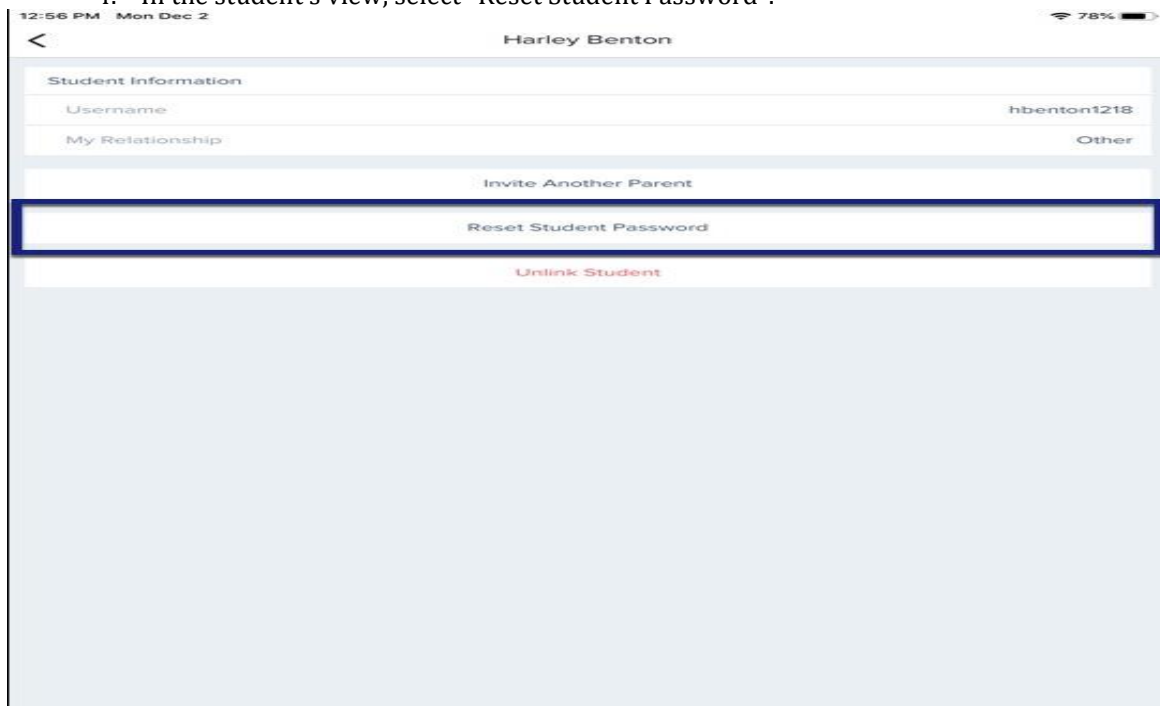 In the student's view, select "Reset Student Password".
12:56 PM Mon Dec 2 78%
<
Harley Benton
Student Information
Username hbenton1218
My Relationship Other
Invite Another Parent
Reset Student Password
Unlink Student